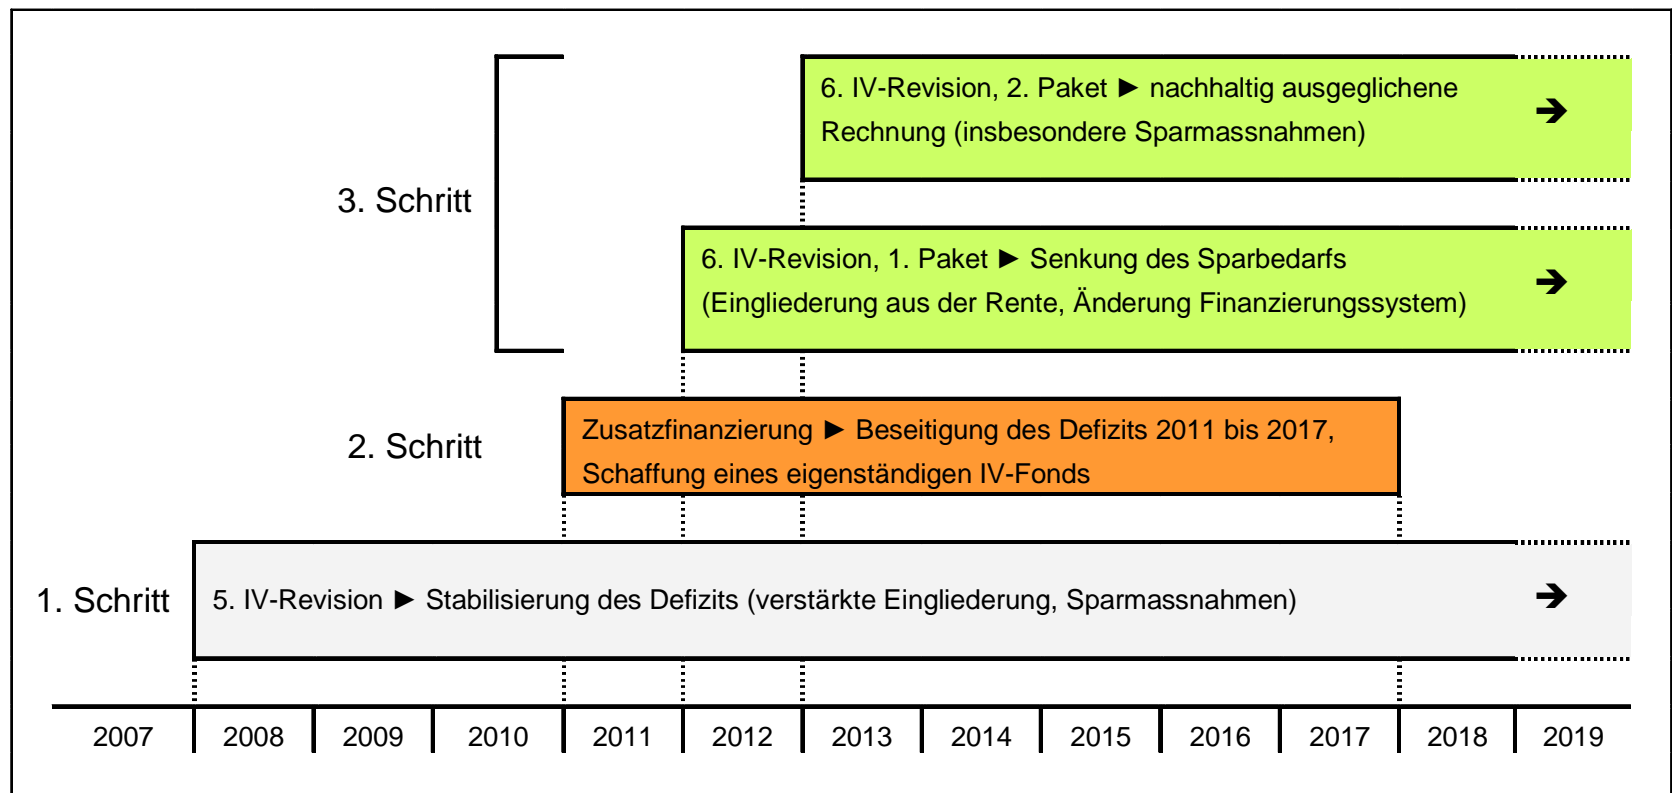 6. IV-Revision, 2. Paket ► nachhaltig ausgeglichene
Rechnung (insbesondere Sparmassnahmen)
➔
3. Schritt
6. IV-Revision, 1. Paket ► Senkung des Sparbedarfs
(Eingliederung aus der Rente, Änderung Finanzierungssystem)
➔
2. Schritt
Zusatzfinanzierung ► Beseitigung des Defizits 2011 bis 2017,
Schaffung eines eigenständigen IV-Fonds
1. Schritt
5. IV-Revision ► Stabilisierung des Defizits (verstärkte Eingliederung, Sparmassnahmen)
➔
2007 2008 2009 2010 2011 2012 2013 2014 2015 2016 2017 2018 2019